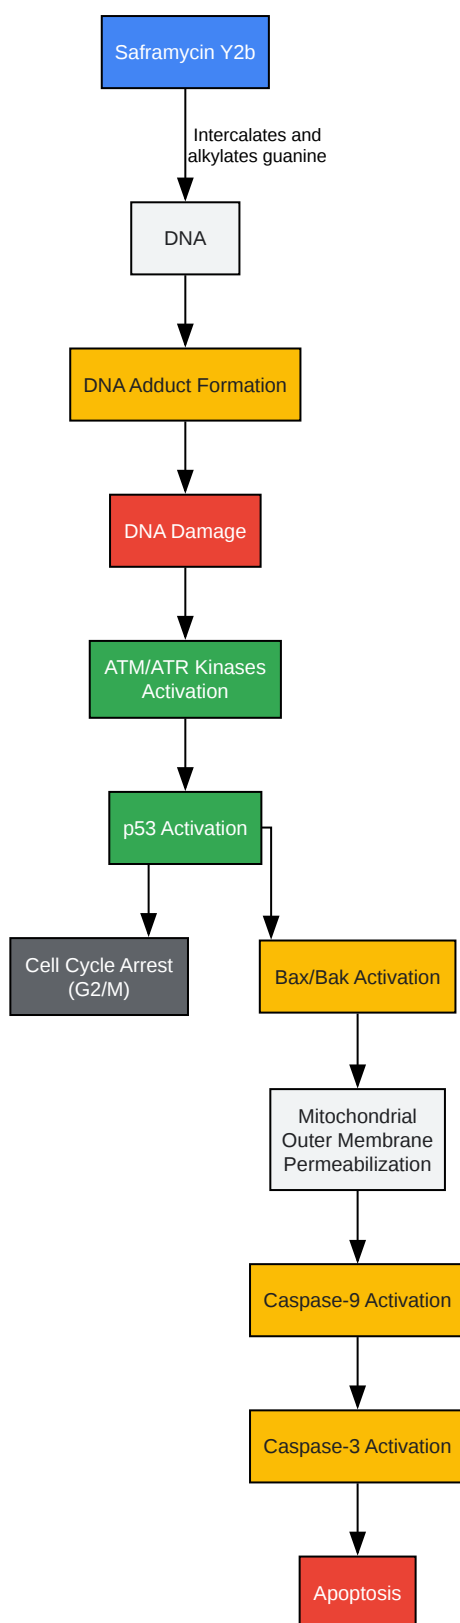 Saframycin Y2b
Intercalates and
alkylates guanine
DNA
DNA Adduct Formation
DNA Damage
ATM/ATR Kinases
Activation
p53 Activation
Cell Cycle Arrest
(G2/M)
Bax/Bak Activation
Mitochondrial
Outer Membrane
Permeabilization
Caspase-9 Activation
Caspase-3 Activation
Apoptosis